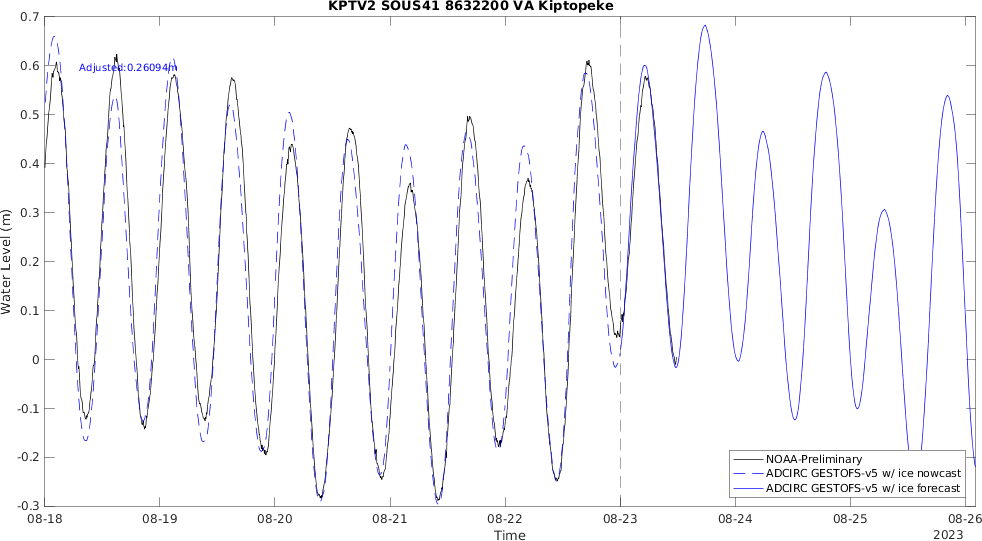 KPTV2 SOUS41 8632200 VA Kiptopeke
Adjusted:0.26094m
Water Level (m)
0.7
0.6
0.5
0.4
0.3
0.2
0.1
0
-0.1
-0.2
-0.3
NOAA-Preliminary
ADCIRC GESTOFS-v5 w/ ice nowcast
ADCIRC GESTOFS-v5 w/ ice forecast
08-18 08-19 08-20 08-21 08-22 08-23 08-24 08-25 08-26
Time
2023